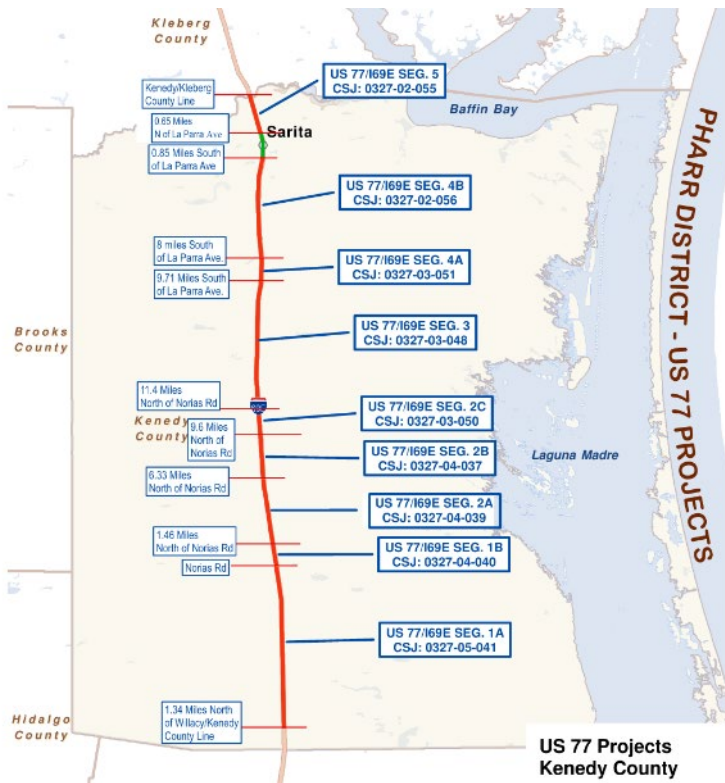 Kleberg
County
US 77/I69E SEG. 5
CSJ: 0327-02-055
Kenedy/Kleberg
County Line
Baffin Bay
0.65 Miles
N of La Parra Ave
Sarita
0.85 Miles South
of La Parra Ave
US 77/I69E SEG. 4B
CSJ: 0327-02-056
8 miles South
of La Parra Ave.
US 77/I69E SEG. 4A
CSJ: 0327-03-051
9.71 Miles South
of La Parra Ave.
Brooks
County
US 77/I69E SEG. 3
CSJ: 0327-03-048
11.4 Miles
North of Norias Rd
Kenedy
County
US 77/I69E SEG. 2C
CSJ: 0327-03-050
9.6 Miles
North of
Norias Rd
US 77/I69E SEG. 2B
CSJ: 0327-04-037
Laguna Madre
6.33 Miles
North of Norias Rd
US 77/I69E SEG. 2A
CSJ: 0327-04-039
1.46 Miles
North of Norias Rd
US 77/I69E SEG. 1B
CSJ: 0327-04-040
Norias Rd
US 77/I69E SEG. 1A
CSJ: 0327-05-041
1.34 Miles North
of Willacy/Kenedy
County Line
Hidalgo
County
PHARR DISTRICT - US 77 PROJECTS
US 77 Projects
Kenedy County